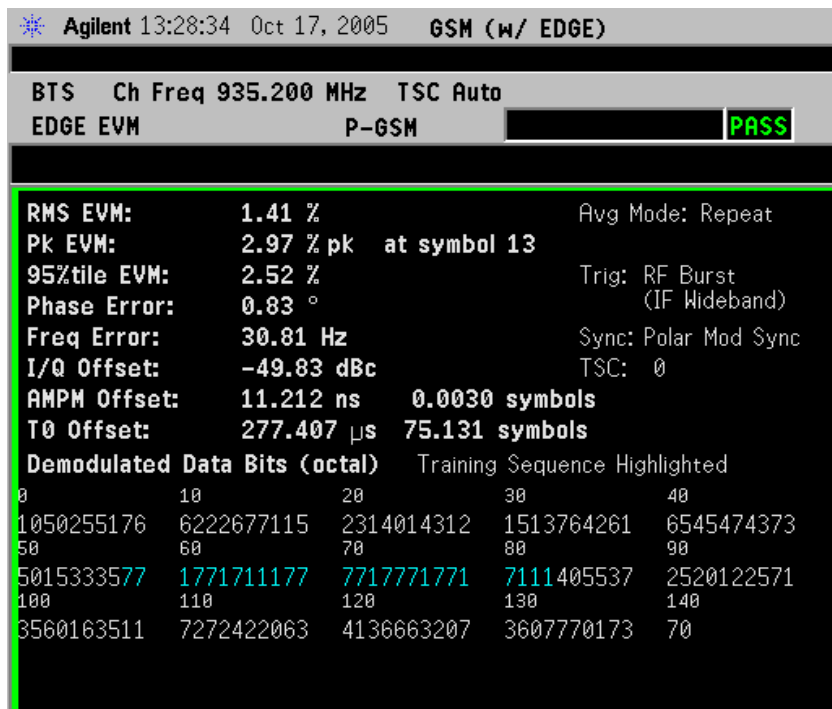 Agilent 13:28:34 Oct 17, 2005 GSM (w/ EDGE)
BTS Ch Freq 935.200 MHz TSC Auto
EDGE EVM P-GSM PASS
RMS EVM: 1.41 % Avg Mode: Repeat
Pk EVM: 2.97 % pk at symbol 13
95%tile EVM: 2.52 % Trig: RF Burst
Phase Error: 0.83 ° (IF Wideband)
Freq Error: 30.81 Hz Sync: Polar Mod Sync
I/Q Offset: -49.83 dBc TSC: 0
AMPM Offset: 11.212 ns 0.0030 symbols
T0 Offset: 277.407 µs 75.131 symbols
Demodulated Data Bits (octal) Training Sequence Highlighted
0 10 20 30 40
1050255176 6222677115 2314014312 1513764261 6545474373
50 60 70 80 90
5015333577 1771711177 7717771771 7111405537 2520122571
100 110 120 130 140
3560163511 7272422063 4136663207 3607770173 70